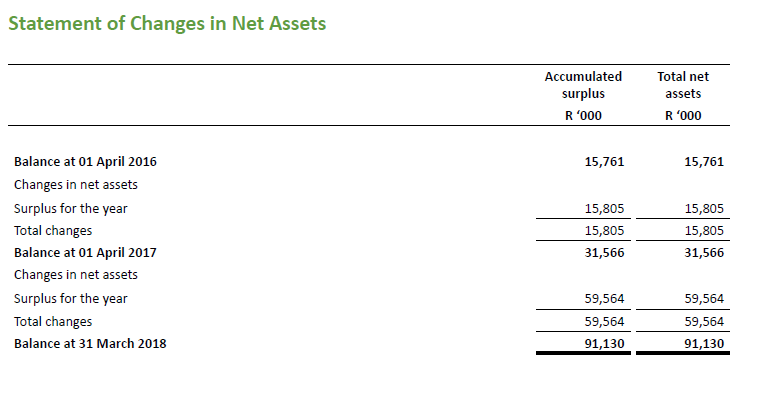 Statement of Changes in Net Assets
Accumulated surplus Total net assets
R ‘000 R ‘000
Balance at 01 April 2016 15,761 15,761
Changes in net assets
Surplus for the year 15,805 15,805
Total changes 15,805 15,805
Balance at 01 April 2017 31,566 31,566
Changes in net assets
Surplus for the year 59,564 59,564
Total changes 59,564 59,564
Balance at 31 March 2018 91,130 91,130